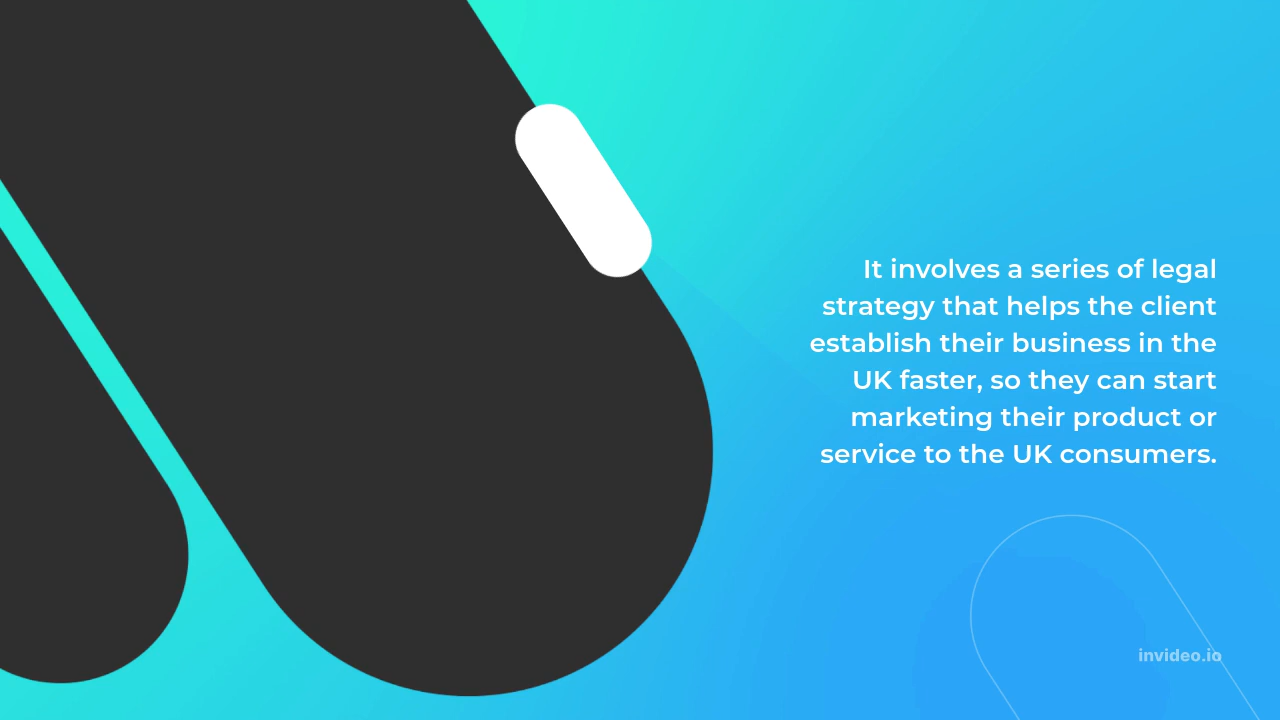 It involves a series of legal
strategy that helps the client
establish their business in the
UK faster, so they can start
marketing their product or
service to the UK consumers.
invideo.io